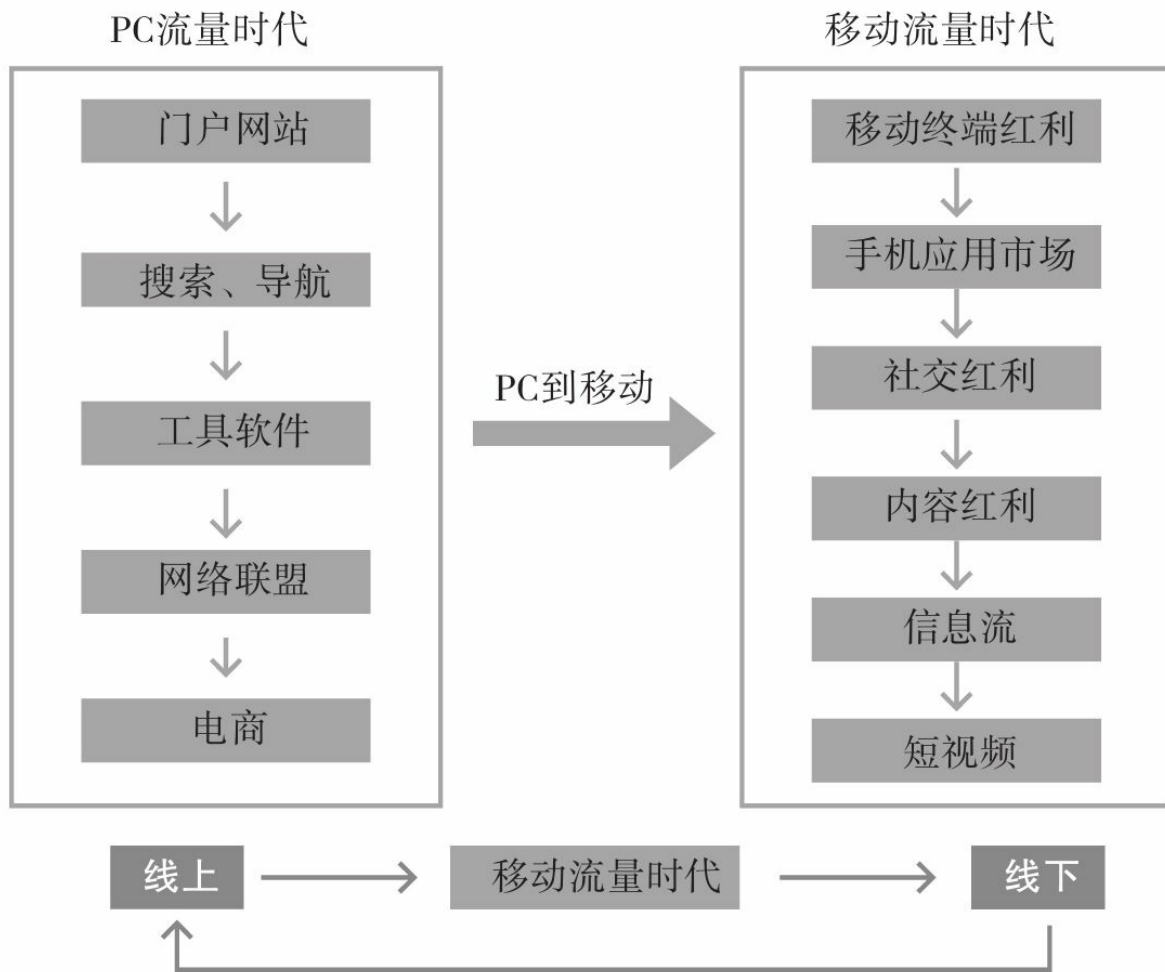 PC流量时代
门户网站
搜索、导航
工具软件
网络联盟
电商
PC到移动
移动流量时代
移动终端红利
手机应用市场
社交红利
内容红利
信息流
短视频
线上
移动流量时代
线下